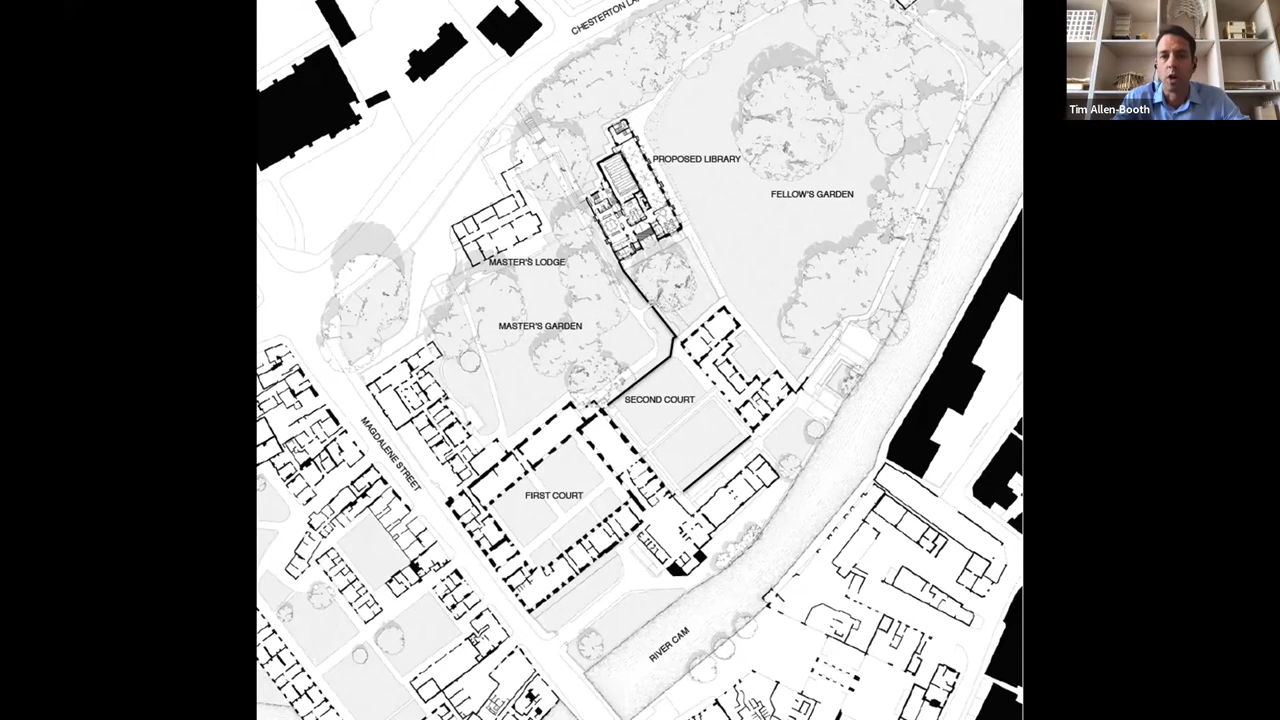 CHESTERTON LA
Tim Allen-Booth
PROPOSED LIBRARY
FELLOW'S GARDEN
MASTER'S LODGE
MASTER'S GARDEN
SECOND COURT
MAGDALENE STREET
FIRST COURT
RIVER CAM